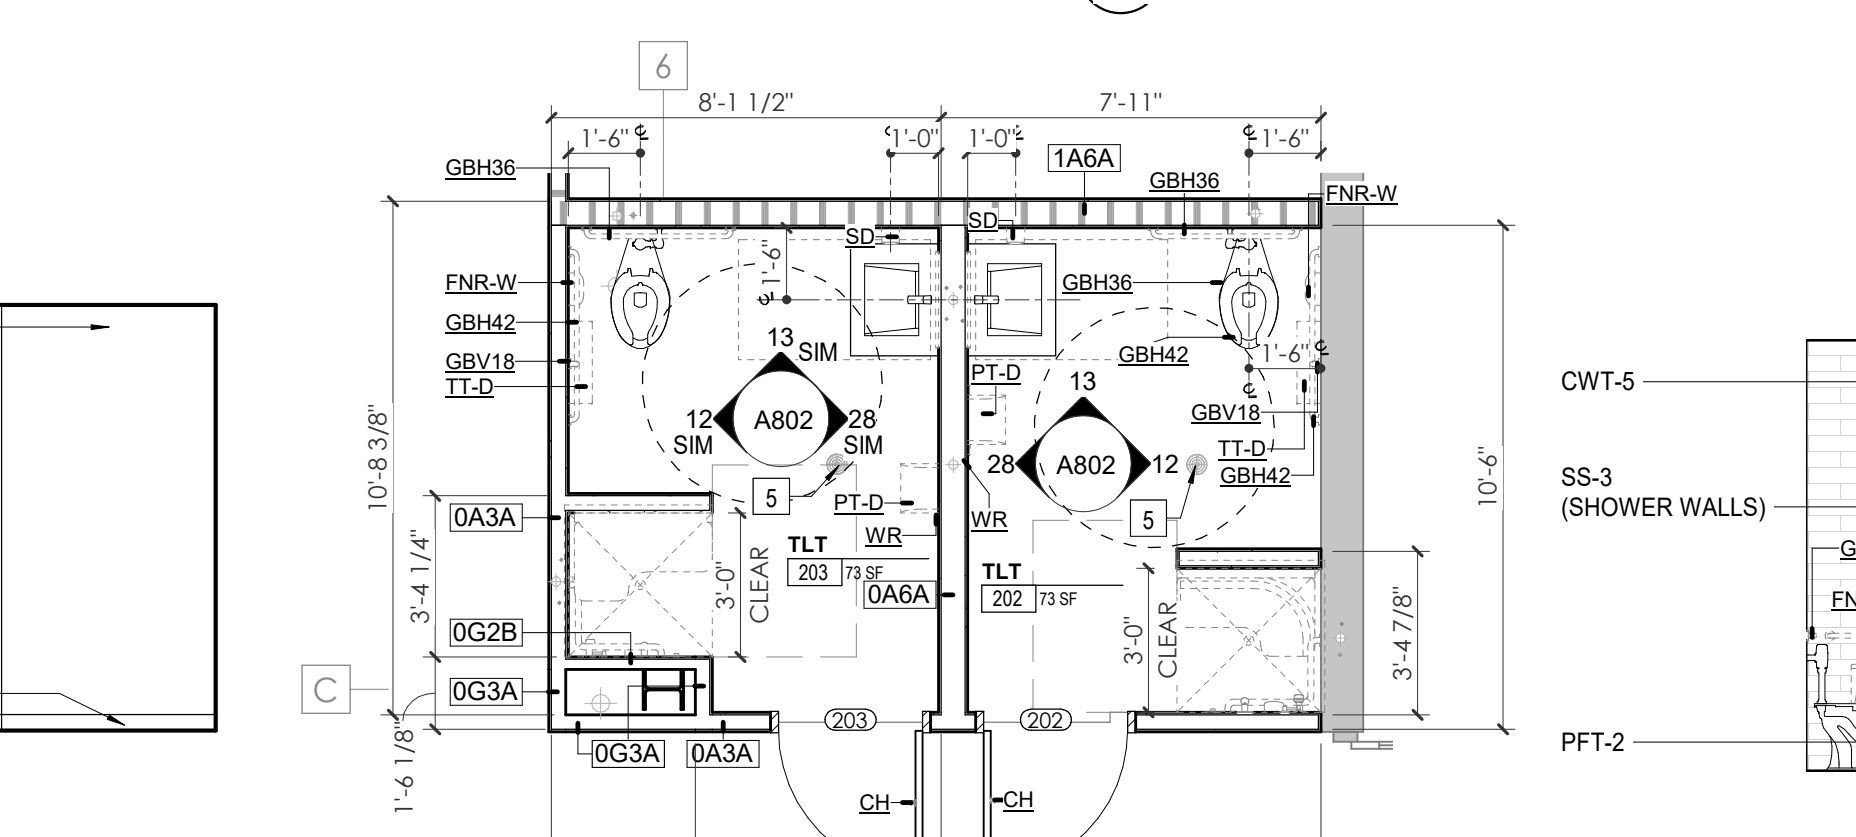 6
8'-1 1/2"
7'-11"
1'-6"
1'-0"
1'-0"
1'-6"
1A6A
GBH36
GBH36
FNR-W
SD
SD
1'-6"
FNR-W
GBH36
GBH42
13
SIM
GBH42
1'-6"
GBV18
TT-D
PT-D
13
CWT-5
12
SIM
A802
28
SIM
GBV18
10'-8 3/8"
TT-D
28
A802
12
GBH42
10'-6"
SS-3
(SHOWER WALLS)
5
PT-D
WR
5
0A3A
WR
TLT
203
73 SF
3'-4 1/4"
3'-0"
CLEAR
0A6A
TLT
202
73 SF
G
FN
0G2B
3'-0"
CLEAR
3'-4 7/8"
C
0G3A
203
202
1'-6 1/8"
0G3A
0A3A
PFT-2
CH
CH